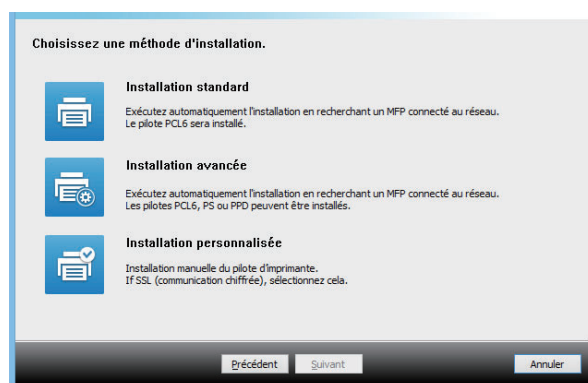 Choisissez une méthode d'installation.
Installation standard
Exécutez automatiquement l'installation en recherchant un MFP connecté au réseau.
Le pilote PCL6 sera installé.
Installation avancée
Exécutez automatiquement l'installation en recherchant un MFP connecté au réseau.
Les pilotes PCL6, PS ou PPD peuvent être installés.
Installation personnalisée
Installation manuelle du pilote d'imprimante.
If SSL (communication chiffrée), sélectionnez cela.
Précédent Suivant Annuler